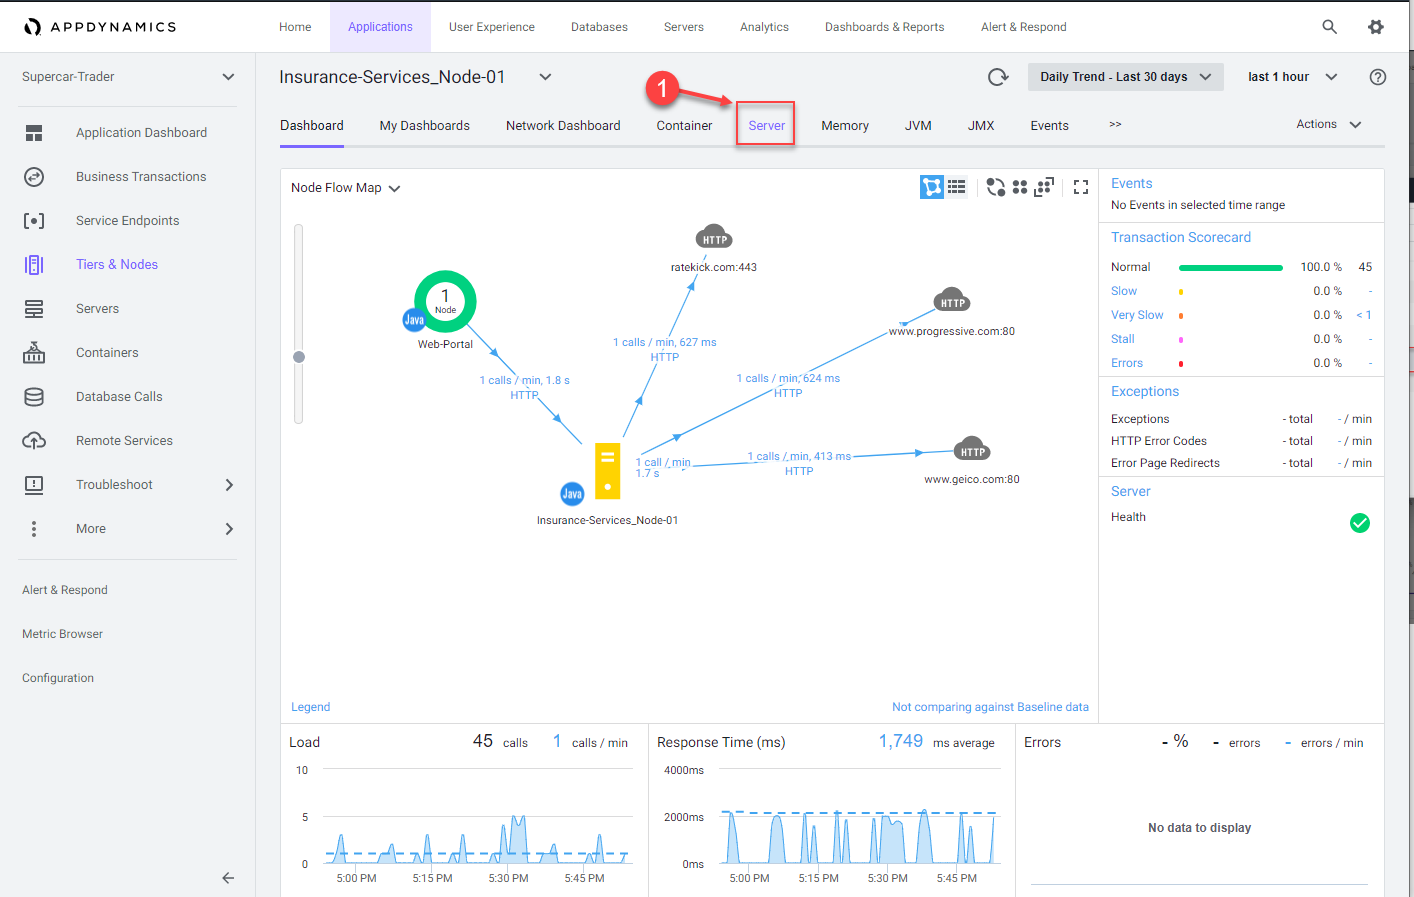 APPDYNAMICS
Home
Applications
User Experience
Databases
Servers
Analytics
Dashboards & Reports
Alert & Respond
Supercar-Trader
Application Dashboard
Business Transactions
Service Endpoints
Tiers & Nodes
Servers
Containers
Database Calls
Remote Services
Troubleshoot
More
Alert & Respond
Metric Browser
Configuration
Insurance-Services_Node-01
Daily Trend - Last 30 days
last 1 hour
?
1
Dashboard
My Dashboards
Network Dashboard
Container
Server
Memory
JVM
JMX
Events
>>
Actions
Node Flow Map
HTTP
ratekick.com:443
1
Node
Java
Web-Portal
HTTP
www.progressive.com:80
1 calls / min, 627 ms
HTTP
1 calls / min, 1.8 s
HTTP
1 calls / min, 624 ms
HTTP
1 call / min
1.7 s
1 calls / min, 413 ms
HTTP
HTTP
www.geico.com:80
Java
Insurance-Services_Node-01
Legend
Not comparing against Baseline data
Events
No Events in selected time range
Transaction Scorecard
Normal 100.0 % 45
Slow 0.0 % -
Very Slow 0.0 % < 1
Stall 0.0 % -
Errors 0.0 % -
Exceptions
Exceptions - total - / min
HTTP Error Codes - total - / min
Error Page Redirects - total - / min
Server
Health
Load 45 calls 1 calls / min
10
5
0
5:00 PM 5:15 PM 5:30 PM 5:45 PM
Response Time (ms) 1,749 ms average
4000ms
2000ms
0ms
5:00 PM 5:15 PM 5:30 PM 5:45 PM
Errors - % - errors - errors / min
No data to display